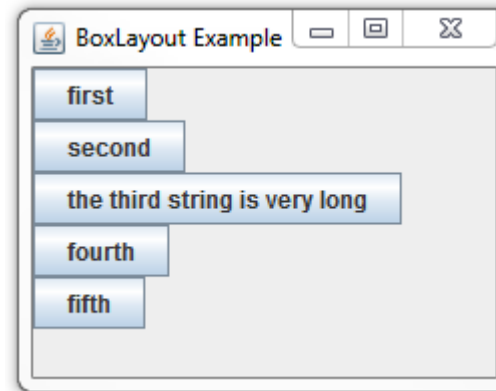 BoxLayout Example
first
second
the third string is very long
fourth
fifth